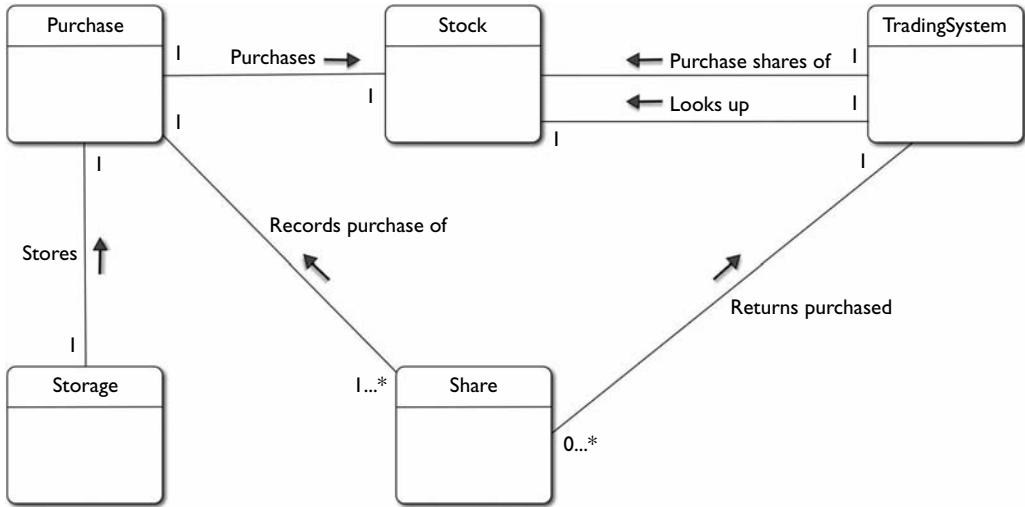 Purchase
Stock
TradingSystem
1
Purchases
1
Purchase shares of
1
Looks up
1
1
1
1
1
Records purchase of
Stores
Returns purchased
1
1...*
Storage
Share
0...*